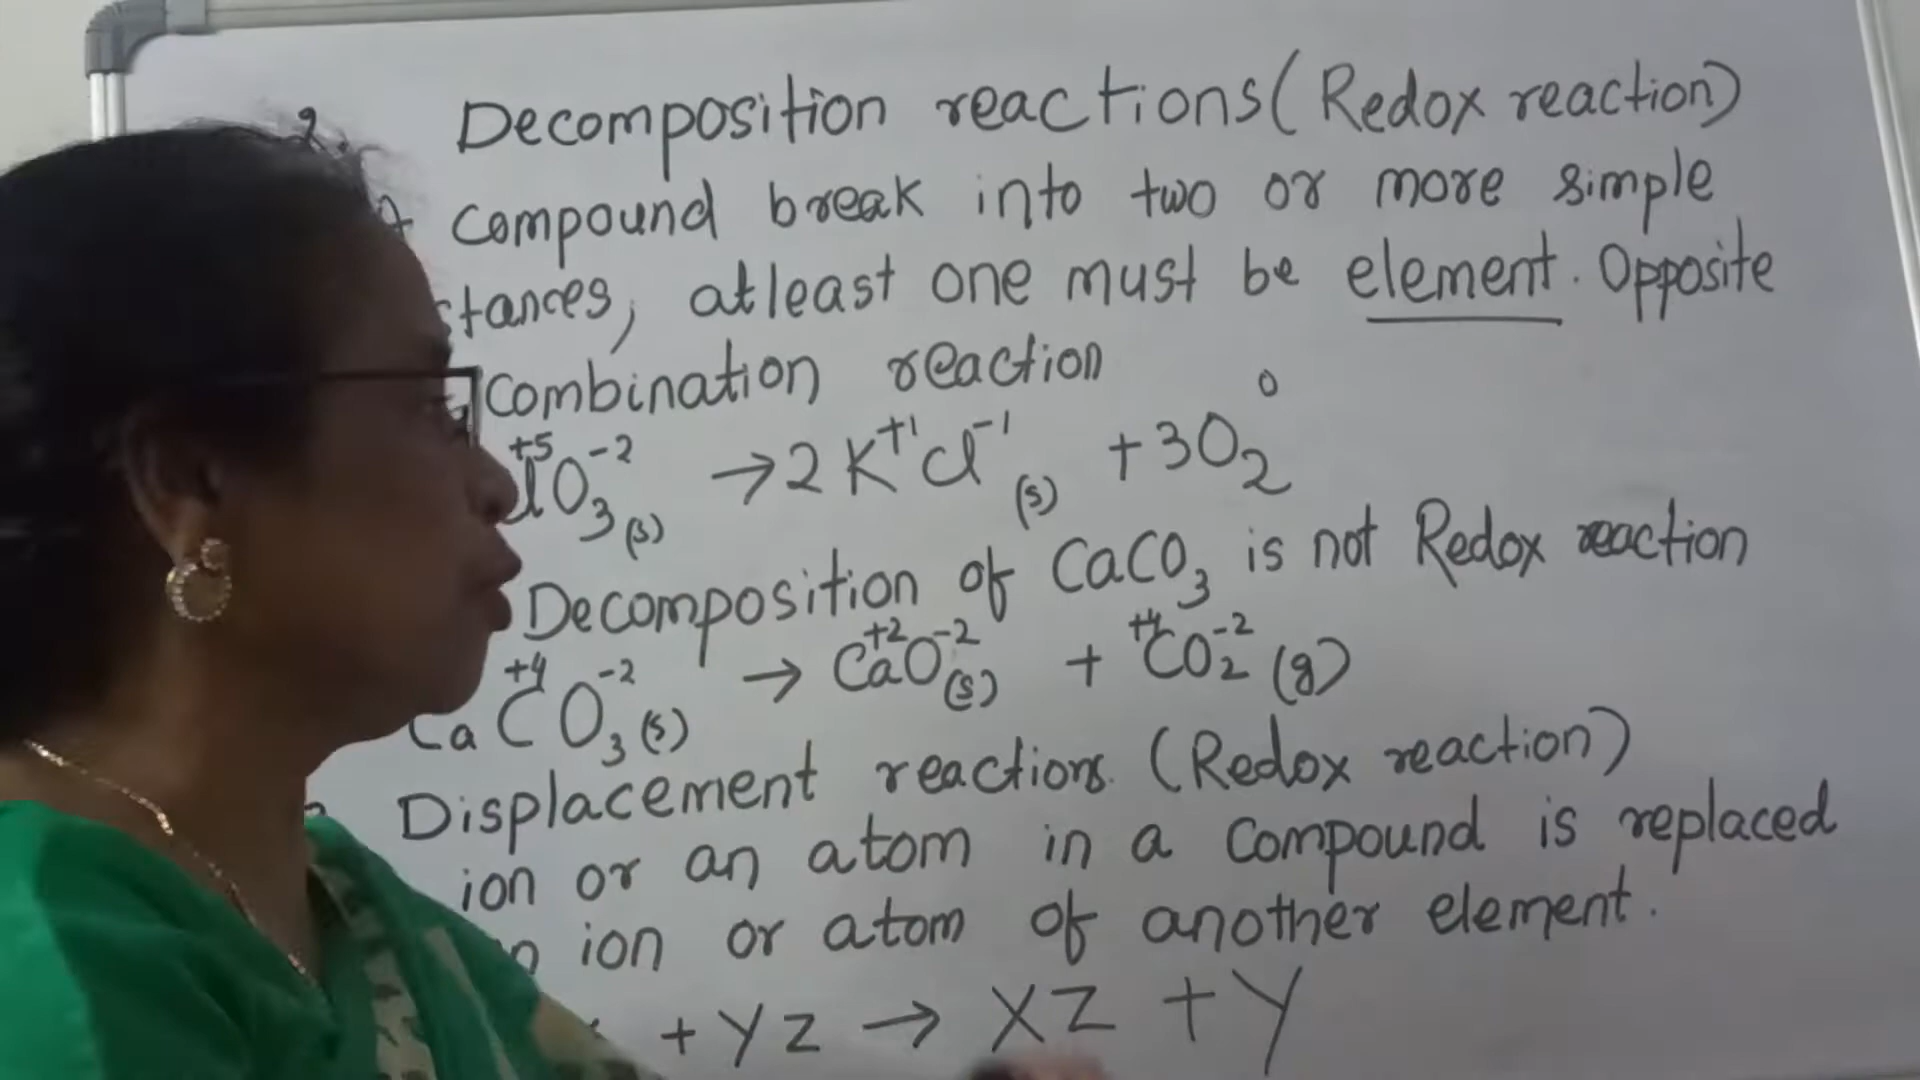 2. Decomposition reactions (Redox reaction)
A compound break into two or more simple
stances, atleast one must be element. Opposite
combination reaction
+5 -2 +1 -1 0
ClO₃(s) → 2KCl(s) + 3O₂
Decomposition of CaCO₃ is not Redox reaction
+4 -2 +2 -2 +4 -2
CaCO₃(s) → CaO(s) + CO₂(g)
Displacement reactions. (Redox reaction)
ion or an atom in a compound is replaced
ion or atom of another element.
+ YZ → XZ + Y